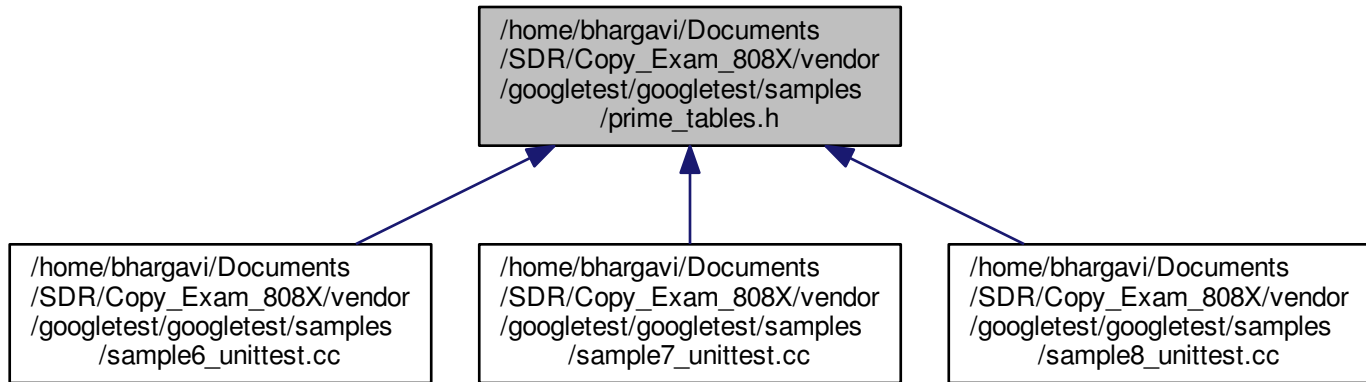 /home/bhargavi/Documents
/SDR/Copy_Exam_808X/vendor
/googletest/googletest/samples
/prime_tables.h
/home/bhargavi/Documents
/SDR/Copy_Exam_808X/vendor
/googletest/googletest/samples
/sample6_unittest.cc
/home/bhargavi/Documents
/SDR/Copy_Exam_808X/vendor
/googletest/googletest/samples
/sample7_unittest.cc
/home/bhargavi/Documents
/SDR/Copy_Exam_808X/vendor
/googletest/googletest/samples
/sample8_unittest.cc